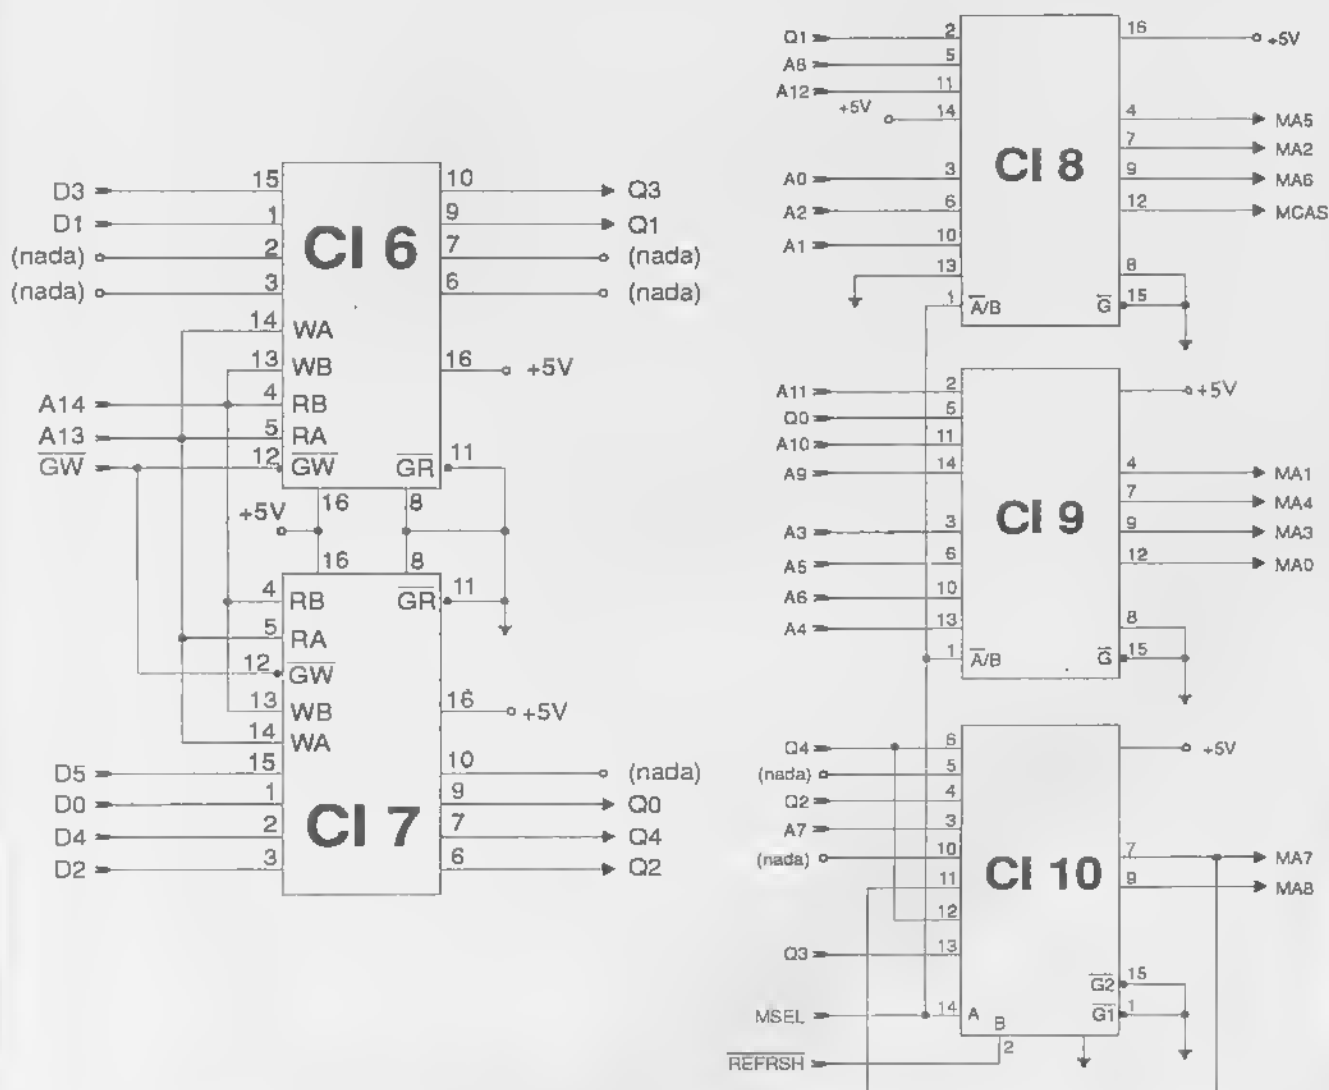 D3 15 10 Q3
D1 1 9 Q1
(nada) 2 CI 6 7 (nada)
(nada) 3 6 (nada)
14 WA
13 WB 16 +5V
A14 4 RB
A13 5 RA
GW 12 GW GR 11
16 8
+5V
16 8
4 RB GR 11
5 RA
12 GW
13 WB 16 +5V
14 WA
D5 15 10 (nada)
D0 1 9 Q0
D4 2 CI 7 7 Q4
D2 3 6 Q2
Q1 2 16 +5V
A8 5
A12 11
+5V 14 4 MA5
7 MA2
CI 8
A0 3 9 MA6
A2 6 12 MCAS
A1 10
13 8
1 A/B G 15
A11 2 +5V
Q0 5
A10 11
A9 14 4 MA1
7 MA4
CI 9
A3 3 9 MA3
A5 6 12 MA0
A6 10
A4 13 8
1 A/B G 15
Q4 6 +5V
(nada) 5
Q2 4
A7 3
(nada) 10 7 MA7
CI 10
11 9 MA8
12
Q3 13
G2 15
MSEL 14 A G1 1
B
2
REFRSH